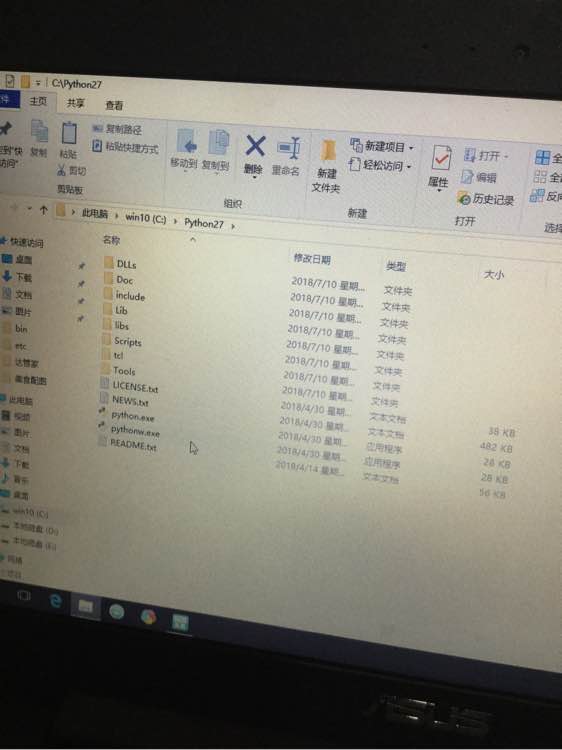 C:\Python27
件
主页 共享 查看
复制
粘贴
复制路径
粘贴快捷方式
剪切
剪贴板
移动到
复制到
删除
重命名
组织
新建
文件夹
新建项目
轻松访问
新建
属性
打开
编辑
历史记录
打开
此电脑 > win10 (C:) > Python27 >
名称 修改日期 类型 大小
DLLs 2018/7/10 星期... 文件夹
Doc 2018/7/10 星期... 文件夹
include 2018/7/10 星期... 文件夹
Lib 2018/7/10 星期... 文件夹
libs 2018/7/10 星期... 文件夹
Scripts 2018/7/10 星期... 文件夹
tcl 2018/7/10 星期... 文件夹
Tools 2018/7/10 星期... 文件夹
LICENSE.txt 2018/4/30 星期... 文本文档 38 KB
NEWS.txt 2018/4/30 星期... 文本文档 482 KB
python.exe 2018/4/30 星期... 应用程序 28 KB
pythonw.exe 2018/4/30 星期... 应用程序 28 KB
README.txt 2018/4/14 星期... 文本文档 56 KB
快速访问
桌面
下载
文档
图片
bin
etc
达管家
美食配图
此电脑
视频
图片
文档
下载
音乐
桌面
win10 (C:)
本地磁盘 (D:)
本地磁盘 (E:)
网络
ASUS